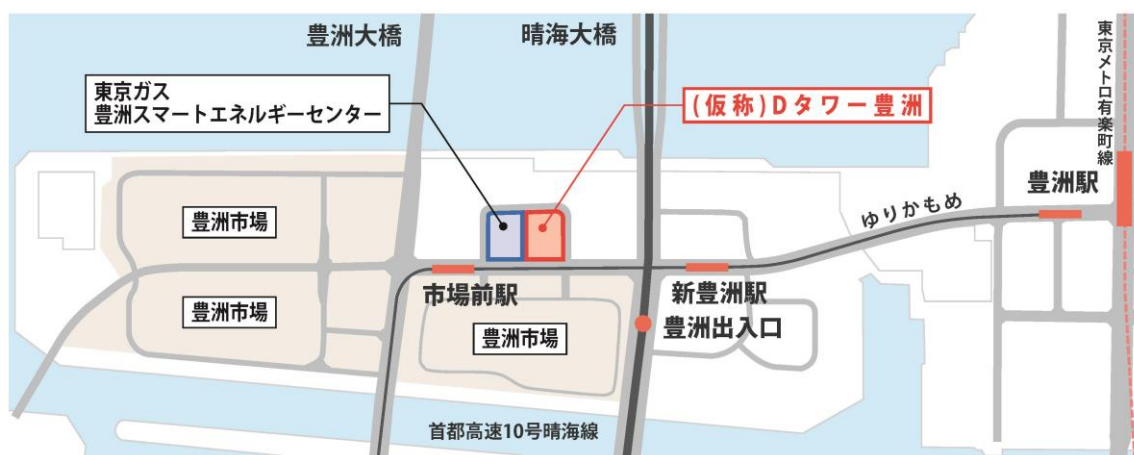 豊洲大橋
晴海大橋
東京メトロ有楽町線
東京ガス
豊洲スマートエネルギーセンター
(仮称)Dタワー豊洲
豊洲駅
ゆりかもめ
豊洲市場
市場前駅
新豊洲駅
豊洲市場
豊洲出入口
豊洲市場
首都高速10号晴海線